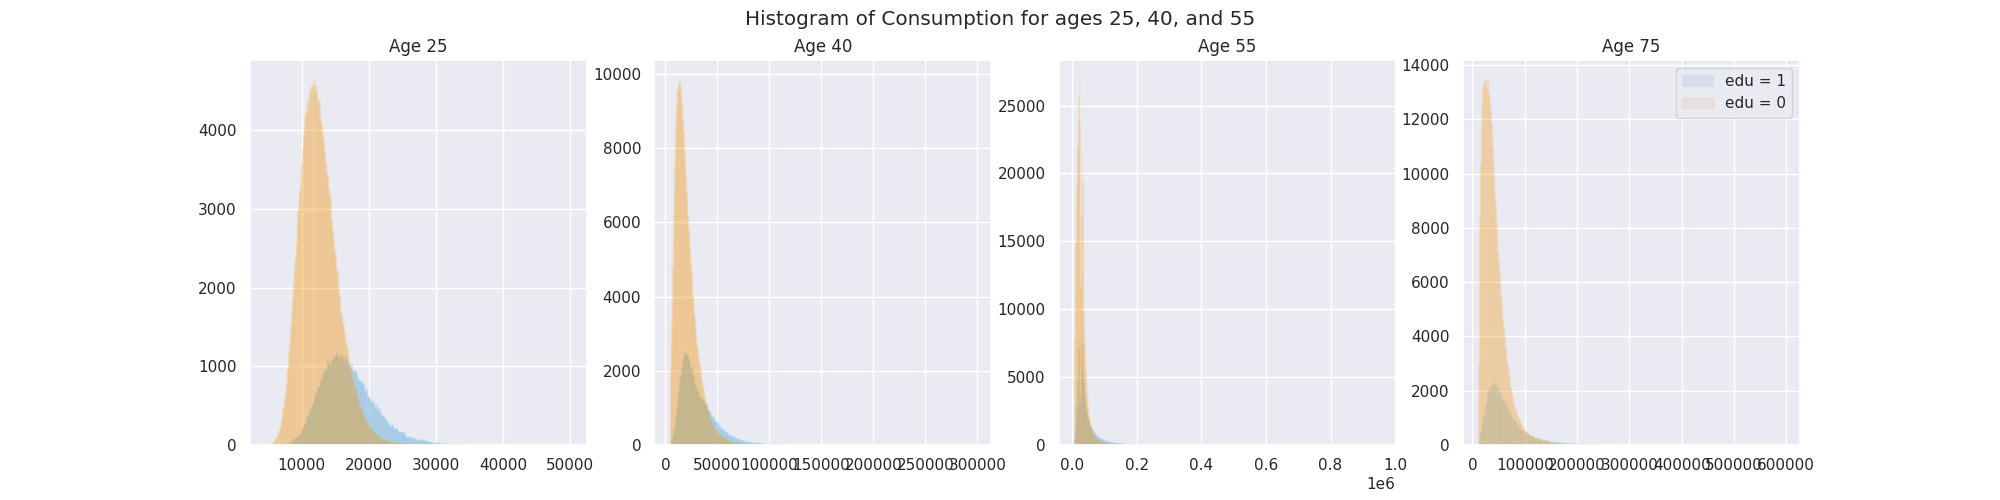 Histogram of Consumption for ages 25, 40, and 55
Age 25
4000
3000
2000
1000
0
10000 20000 30000 40000 50000
Age 40
10000
8000
6000
4000
2000
0
0 50000 100000 150000 200000 250000 300000
Age 55
25000
20000
15000
10000
5000
0
0.0 0.2 0.4 0.6 0.8 1.0
1e6
Age 75
14000
12000
10000
8000
6000
4000
2000
0
0 100000 200000 300000 400000 500000 600000
edu = 1
edu = 0